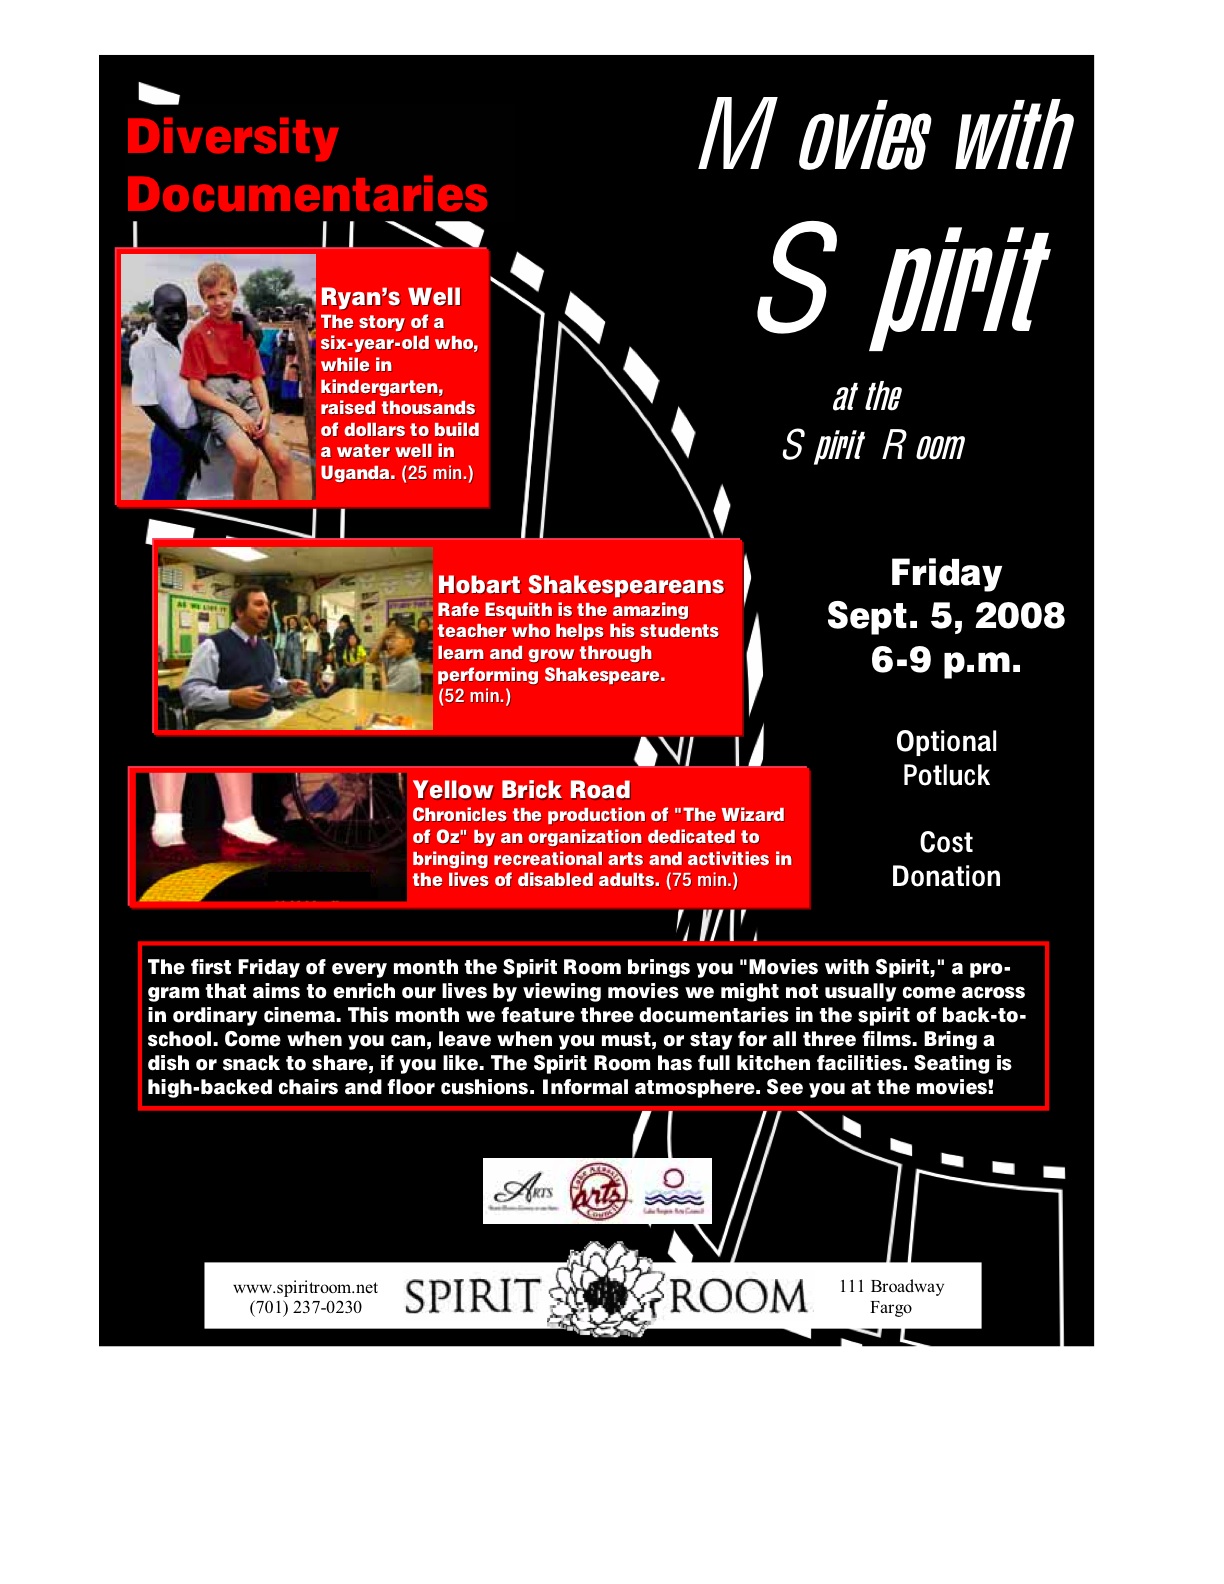 Diversity
Documentaries
Movies with
Spirit
at the
Spirit Room
Ryan's Well
The story of a
six-year-old who,
while in
kindergarten,
raised thousands
of dollars to build
a water well in
Uganda. (25 min.)
AS WE LIKE IT
Hobart Shakespeareans
Rafe Esquith is the amazing
teacher who helps his students
learn and grow through
performing Shakespeare.
(52 min.)
Friday
Sept. 5, 2008
6-9 p.m.
Optional
Potluck
Cost
Donation
Yellow Brick Road
Chronicles the production of "The Wizard
of Oz" by an organization dedicated to
bringing recreational arts and activities in
the lives of disabled adults. (75 min.)
The first Friday of every month the Spirit Room brings you "Movies with Spirit," a pro-
gram that aims to enrich our lives by viewing movies we might not usually come across
in ordinary cinema. This month we feature three documentaries in the spirit of back-to-
school. Come when you can, leave when you must, or stay for all three films. Bring a
dish or snack to share, if you like. The Spirit Room has full kitchen facilities. Seating is
high-backed chairs and floor cushions. Informal atmosphere. See you at the movies!
ARTS
Lake Agassiz
arts
Council
Lake Region Arts Council
www.spiritroom.net
(701) 237-0230
SPIRIT ROOM
111 Broadway
Fargo